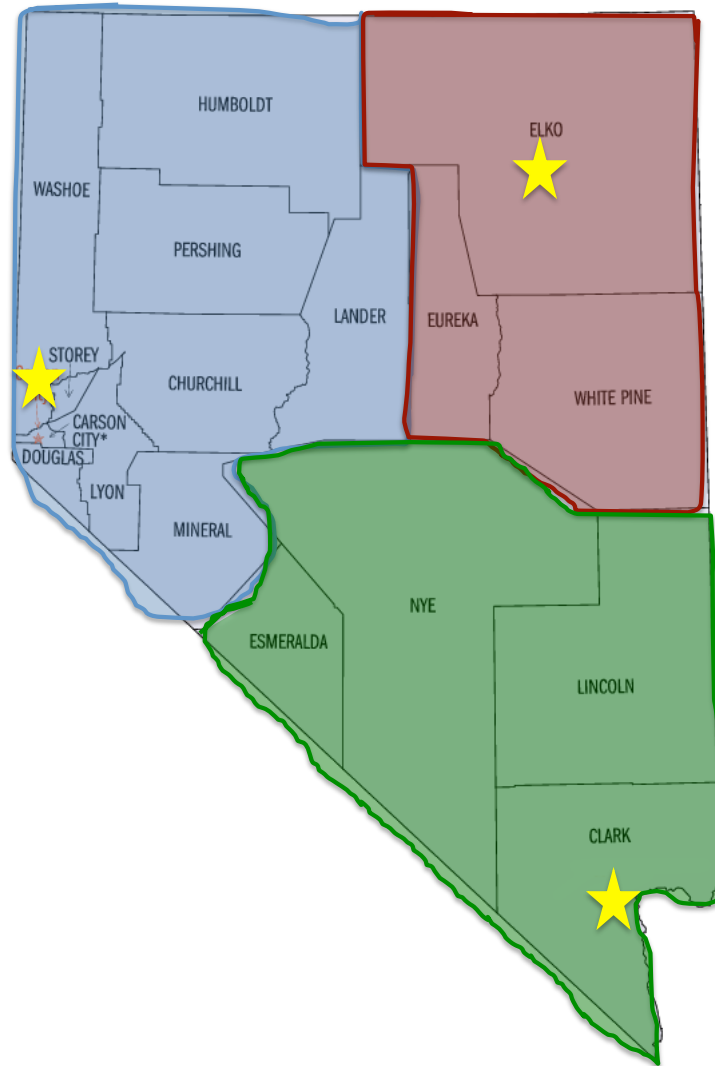 HUMBOLDT
ELKO
WASHOE
PERSHING
LANDER
EUREKA
STOREY
CHURCHILL
WHITE PINE
CARSON
CITY*
DOUGLAS
LYON
MINERAL
NYE
ESMERALDA
LINCOLN
CLARK